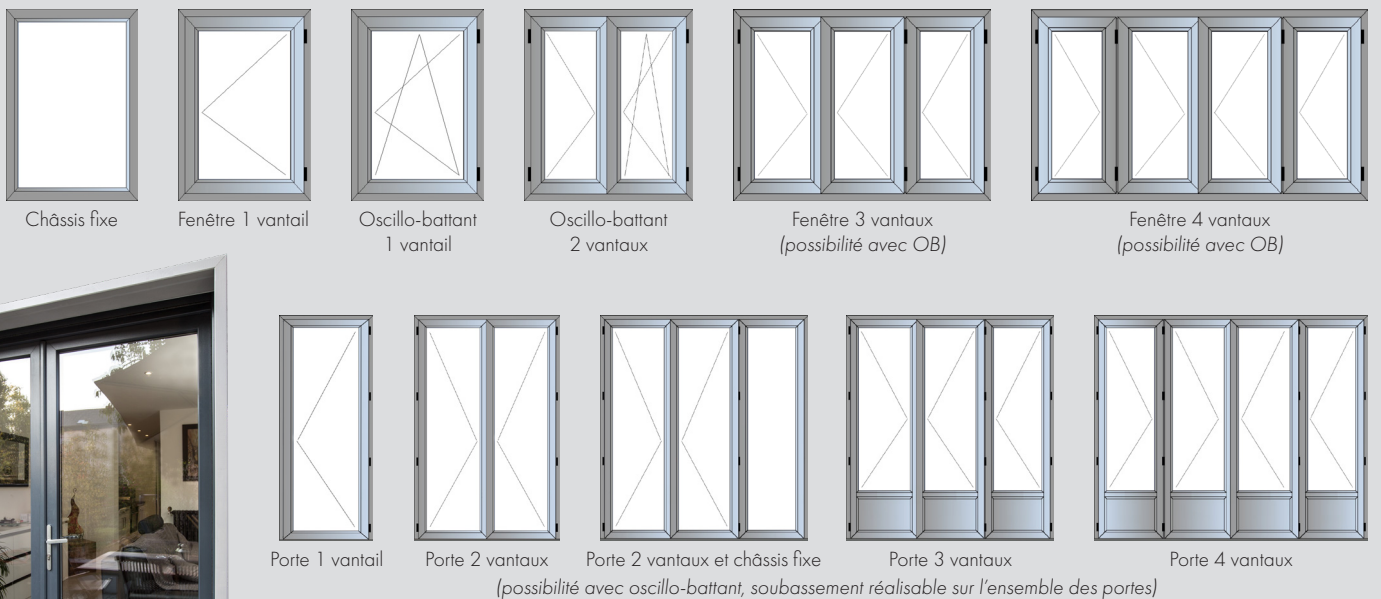 Châssis fixe
Fenêtre 1 vantail
Oscillo-battant
1 vantail
Oscillo-battant
2 vantaux
Fenêtre 3 vantaux
(possibilité avec OB)
Fenêtre 4 vantaux
(possibilité avec OB)
Porte 1 vantail
Porte 2 vantaux
Porte 2 vantaux et châssis fixe
Porte 3 vantaux
Porte 4 vantaux
(possibilité avec oscillo-battant, soubassement réalisable sur l'ensemble des portes)